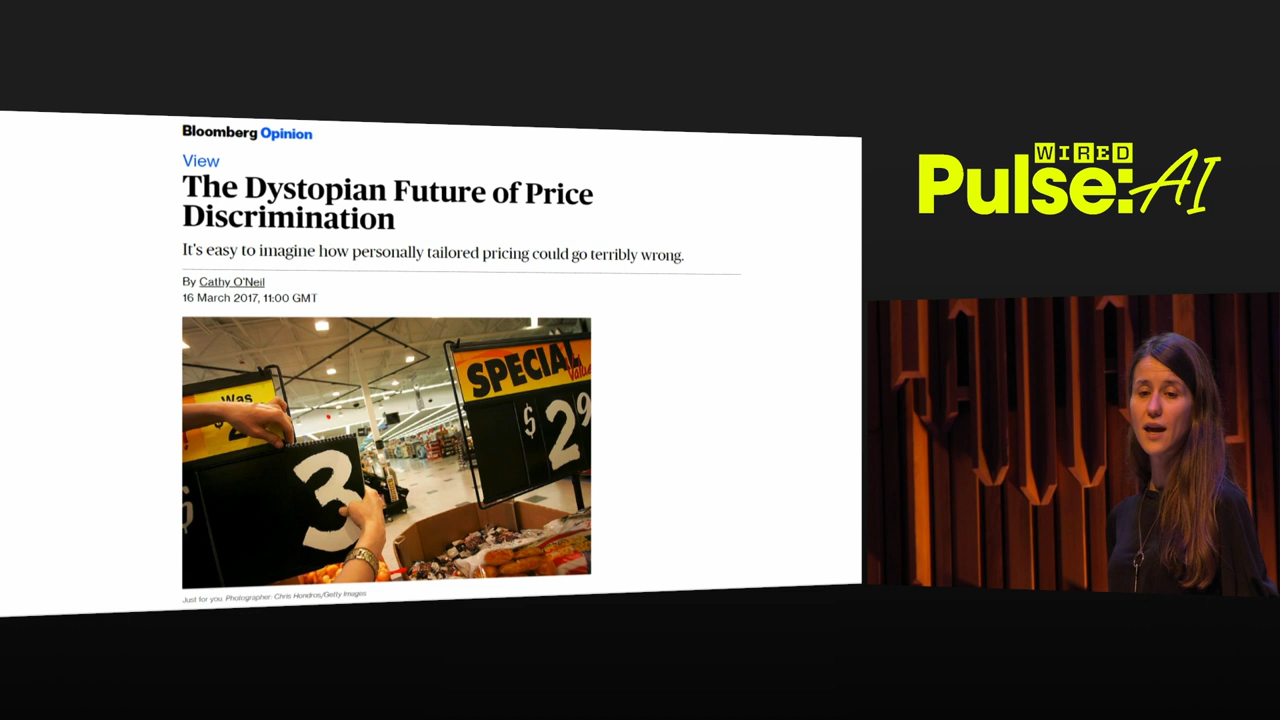 Bloomberg Opinion
View
The Dystopian Future of Price
Discrimination
It's easy to imagine how personally tailored pricing could go terribly wrong.
By Cathy O'Neil
16 March 2017, 11:00 GMT
Was
$ 3
SPECIAL
Value
$ 29
Just for you. Photographer: Chris Hondros/Getty Images
WIRED
Pulse:AI